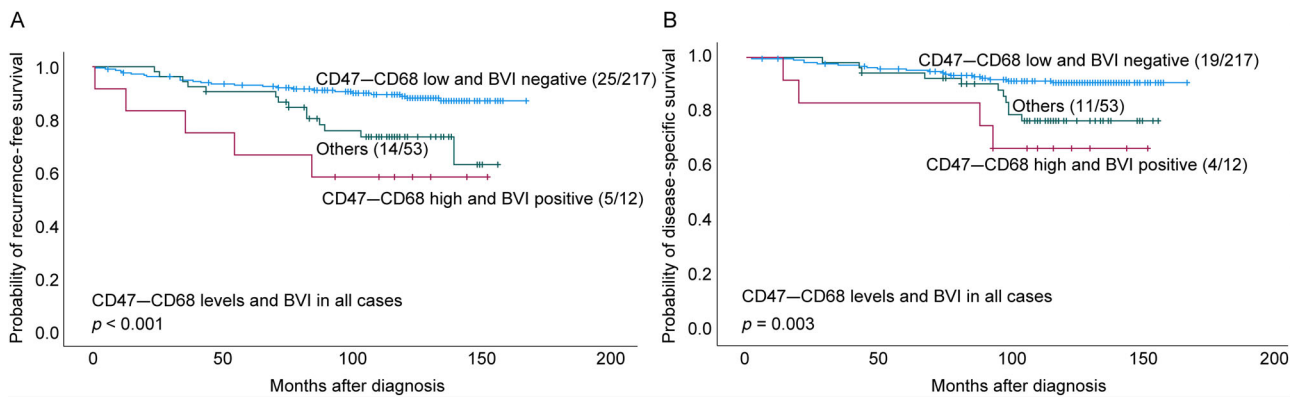 A
Probability of recurrence-free survival
1.0
0.8
0.6
0.4
0.2
0.0
CD47—CD68 low and BVI negative (25/217)
Others (14/53)
CD47—CD68 high and BVI positive (5/12)
CD47—CD68 levels and BVI in all cases
p < 0.001
0 50 100 150 200
Months after diagnosis
B
Probability of disease-specific survival
1.0
0.8
0.6
0.4
0.2
0.0
CD47—CD68 low and BVI negative (19/217)
Others (11/53)
CD47—CD68 high and BVI positive (4/12)
CD47—CD68 levels and BVI in all cases
p = 0.003
0 50 100 150 200
Months after diagnosis